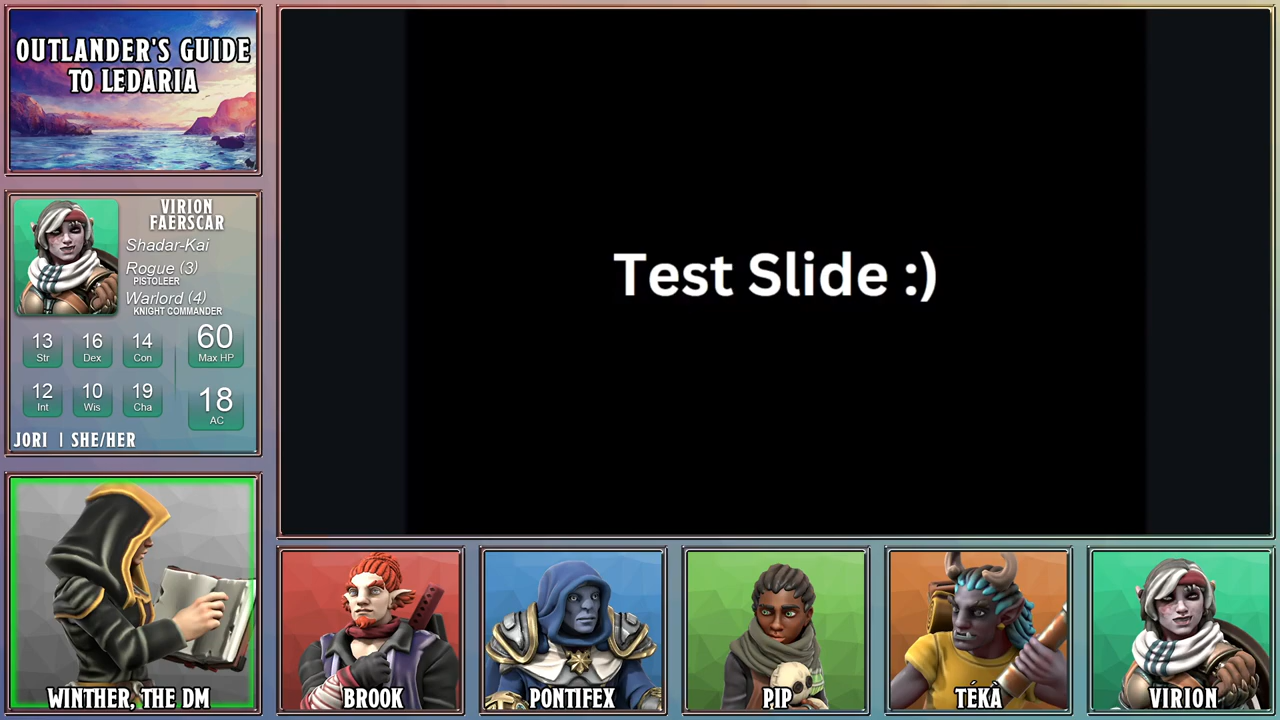 OUTLANDER'S GUIDE
TO LEDARIA
VIRION
FAERSCAR
Shadar-Kai
Rogue (3)
PISTOLEER
Warlord (4)
KNIGHT COMMANDER
13
Str
16
Dex
14
Con
60
Max HP
12
Int
10
Wis
19
Cha
18
AC
JORI | SHE/HER
Test Slide :)
WINTHER, THE DM
BROOK
PONTIFEX
PIP
TÉKÀ
VIRION